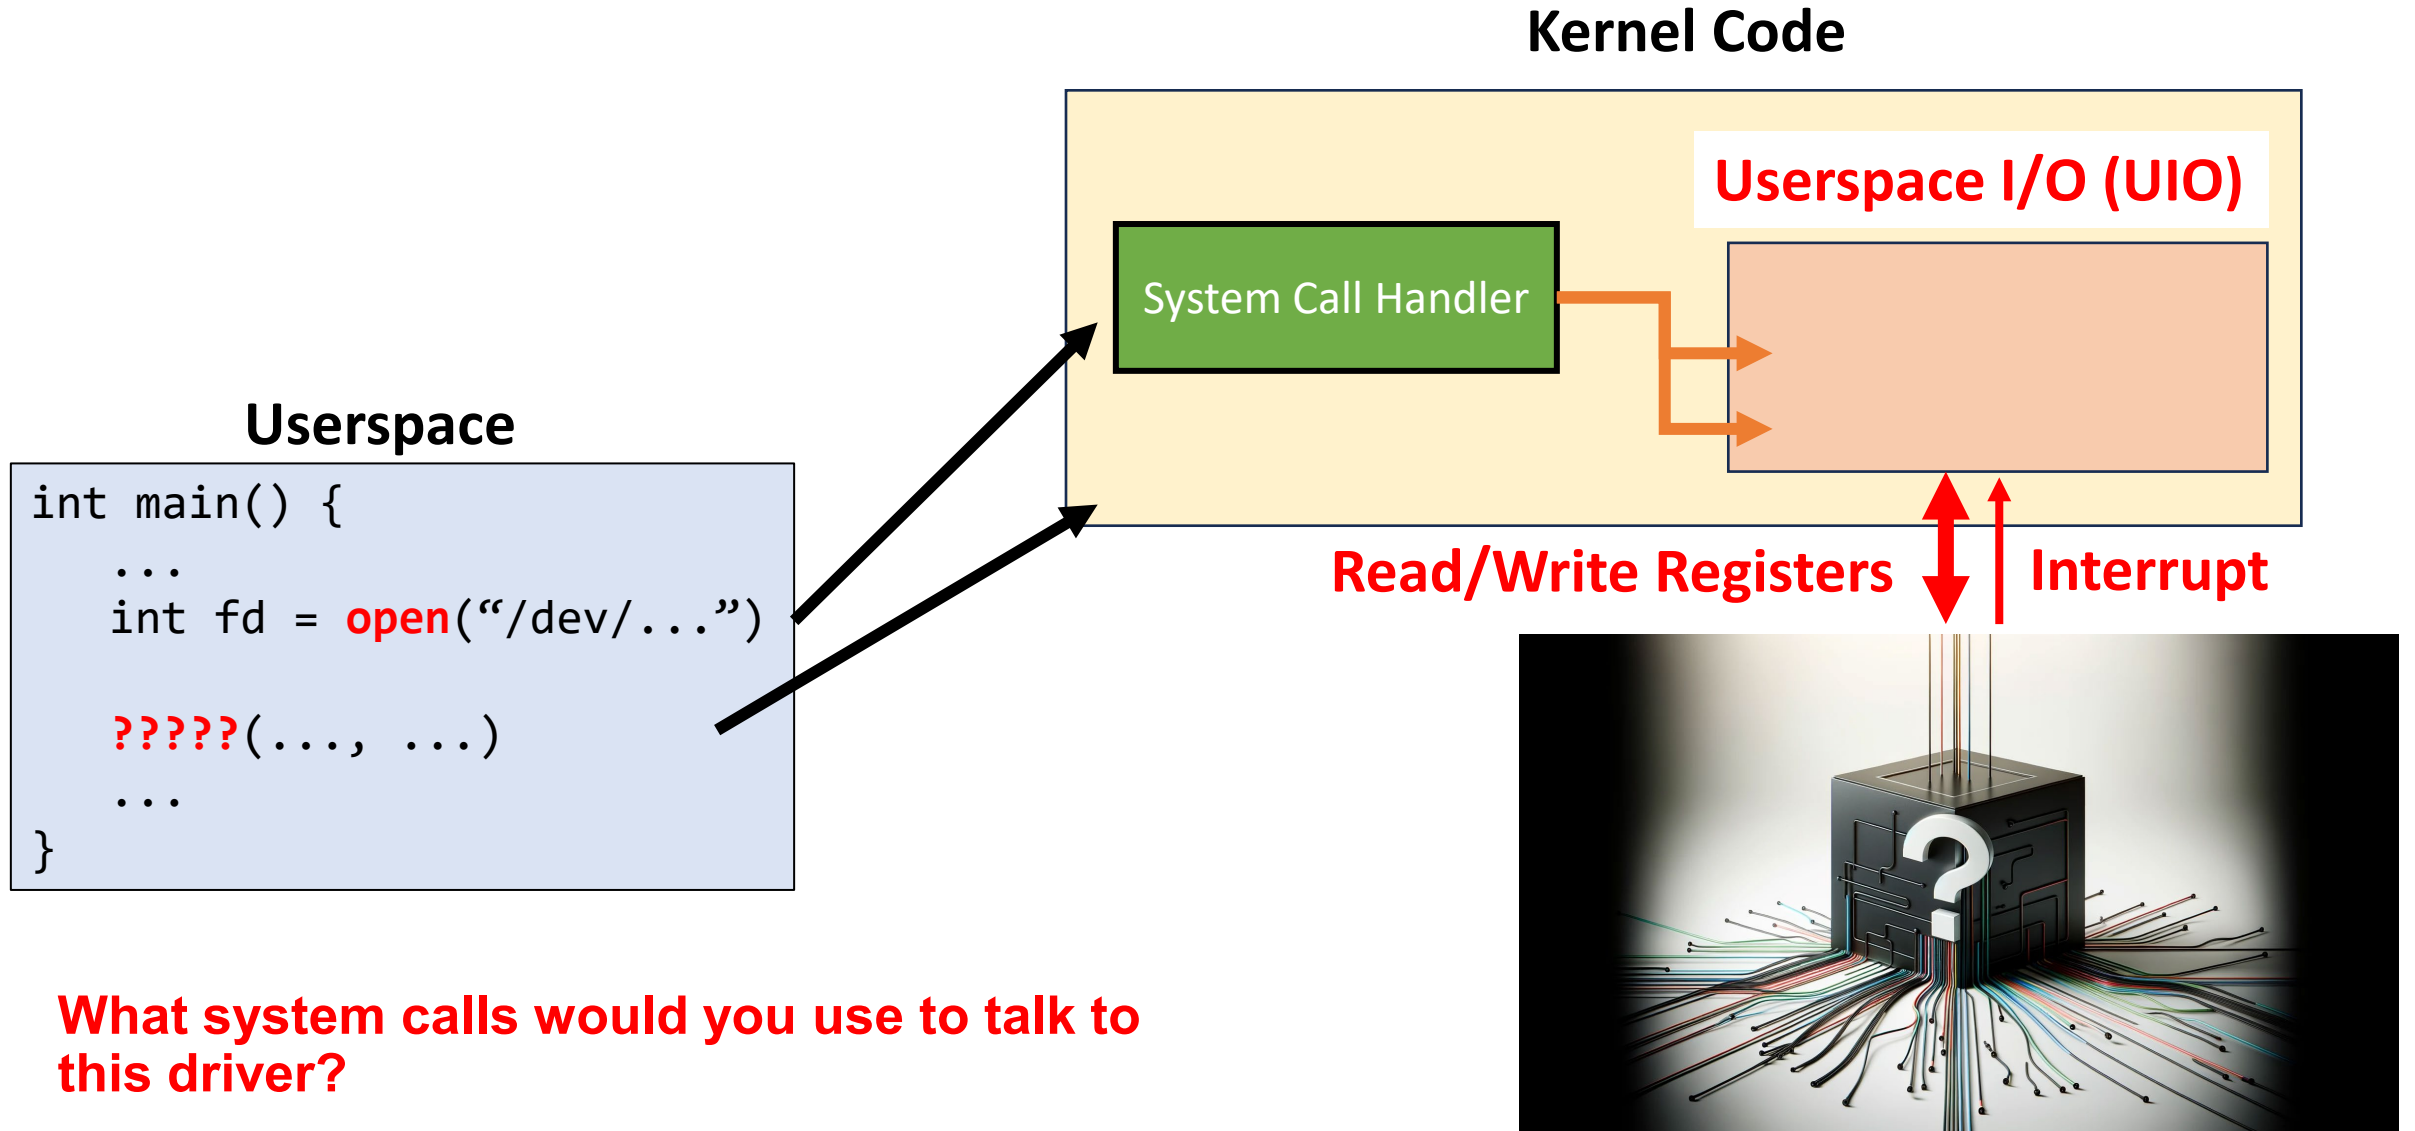 Kernel Code
Userspace I/O (UIO)
System Call Handler
Userspace
int main() {
...
int fd = open(“/dev/...”)
?????(..., ...)
...
}
Read/Write Registers
Interrupt
?
What system calls would you use to talk to
this driver?